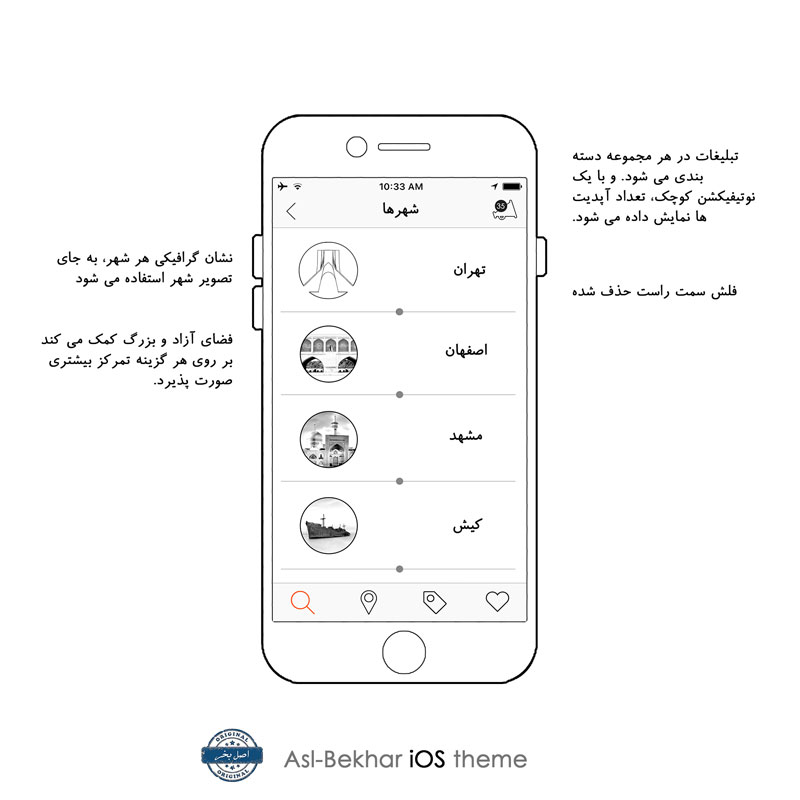 تبلیغات در هر مجموعه دسته
بندی می شود. و با یک
نوتیفیکشن کوچک، تعداد آپدیت
ها نمایش داده می شود.
فلش سمت راست حذف شده
نشان گرافیکی هر شهر، به جای
تصویر شهر استفاده می شود
فضای آزاد و بزرگ کمک می کند
بر روی هر گزینه تمرکز بیشتری
صورت پذیرد.
10:33 AM
شهرها
35
تهران
اصفهان
مشهد
کیش
ORIGINAL
اصل بخر
ORIGINAL
Asl-Bekhar iOS theme